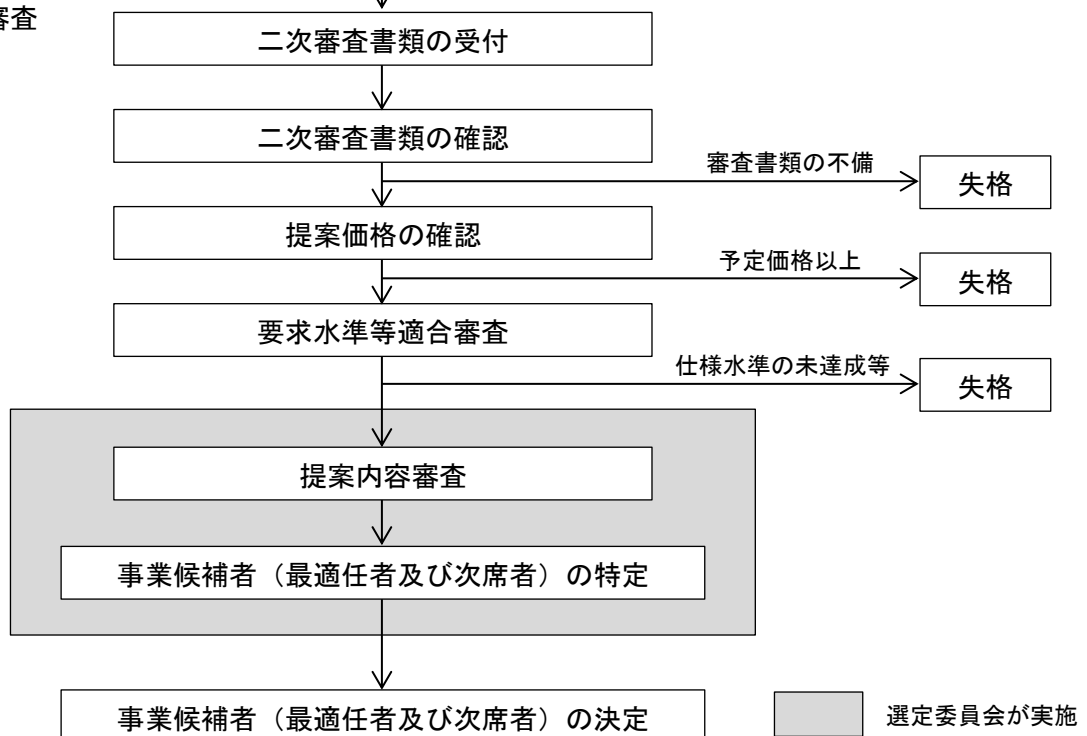 審査
二次審査書類の受付
二次審査書類の確認
審査書類の不備
失格
提案価格の確認
予定価格以上
失格
要求水準等適合審査
仕様水準の未達成等
失格
提案内容審査
事業候補者（最適任者及び次席者）の特定
事業候補者（最適任者及び次席者）の決定
選定委員会が実施